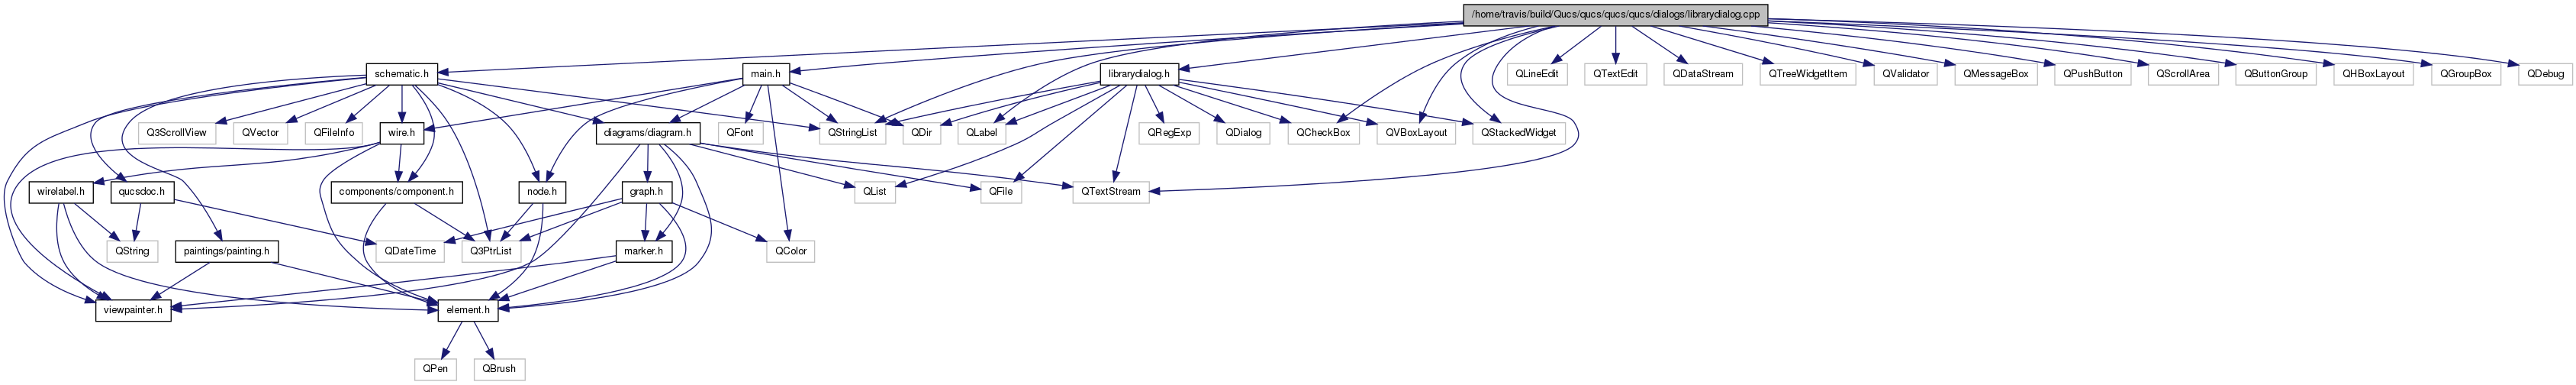 /home/travis/build/Qucs/qucs/qucs/qucs/dialogs/librarydialog.cpp
schematic.h
main.h
librarydialog.h
QLineEdit
QTextEdit
QDataStream
QTreeWidgetItem
QValidator
QMessageBox
QPushButton
QScrollArea
QButtonGroup
QHBoxLayout
QGroupBox
QDebug
Q3ScrollView
QVector
QFileInfo
wire.h
diagrams/diagram.h
QFont
QStringList
QDir
QLabel
QRegExp
QDialog
QCheckBox
QVBoxLayout
QStackedWidget
wirelabel.h
qucsdoc.h
components/component.h
node.h
graph.h
QList
QFile
QTextStream
QString
paintings/painting.h
QDateTime
Q3PtrList
marker.h
QColor
viewpainter.h
element.h
QPen
QBrush